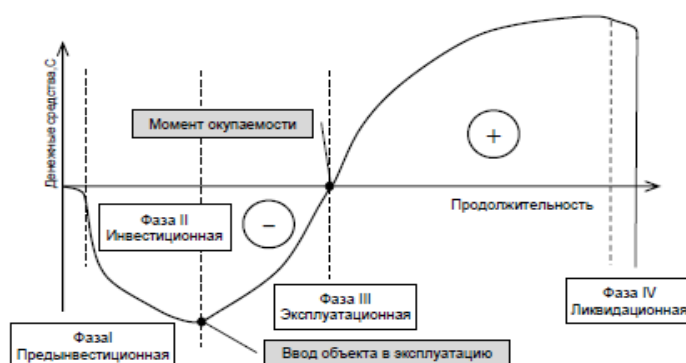 Денежные средства,С
Момент окупаемости
+
Продолжительность
Фаза II
Инвестиционная
−
Фаза III
Эксплуатационная
Фаза IV
Ликвидационная
ФазаI
Предынвестиционная
Ввод объекта в эксплуатацию